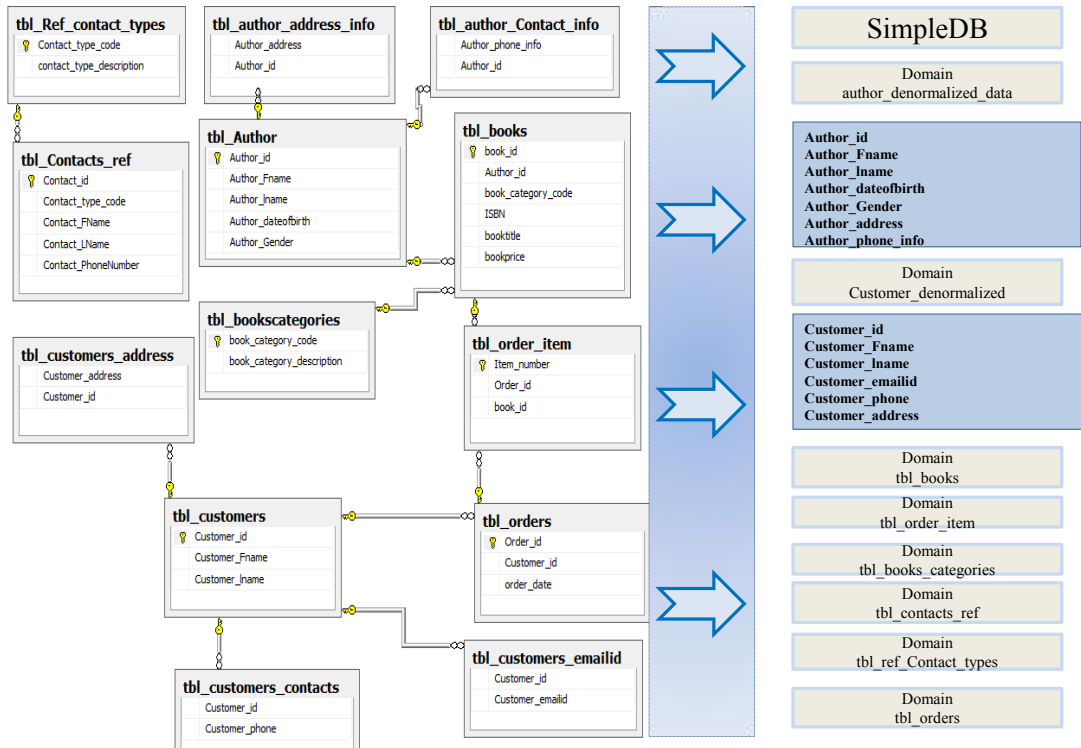 tbl_Ref_contact_types
Contact_type_code
contact_type_description
tbl_author_address_info
Author_address
Author_id
tbl_author_Contact_info
Author_phone_info
Author_id
tbl_Contacts_ref
Contact_id
Contact_type_code
Contact_FName
Contact_LName
Contact_PhoneNumber
tbl_Author
Author_id
Author_Fname
Author_lname
Author_dateofbirth
Author_Gender
tbl_books
book_id
Author_id
book_category_code
ISBN
booktitle
bookprice
tbl_bookscategories
book_category_code
book_category_description
tbl_customers_address
Customer_address
Customer_id
tbl_order_item
Item_number
Order_id
book_id
tbl_customers
Customer_id
Customer_Fname
Customer_lname
tbl_orders
Order_id
Customer_id
order_date
tbl_customers_contacts
Customer_id
Customer_phone
tbl_customers_emailid
Customer_id
Customer_emailid
SimpleDB
Domain
author_denormalized_data
Author_id
Author_Fname
Author_lname
Author_dateofbirth
Author_Gender
Author_address
Author_phone_info
Domain
Customer_denormalized
Customer_id
Customer_Fname
Customer_lname
Customer_emailid
Customer_phone
Customer_address
Domain
tbl_books
Domain
tbl_order_item
Domain
tbl_books_categories
Domain
tbl_contacts_ref
Domain
tbl_ref_Contact_types
Domain
tbl_orders